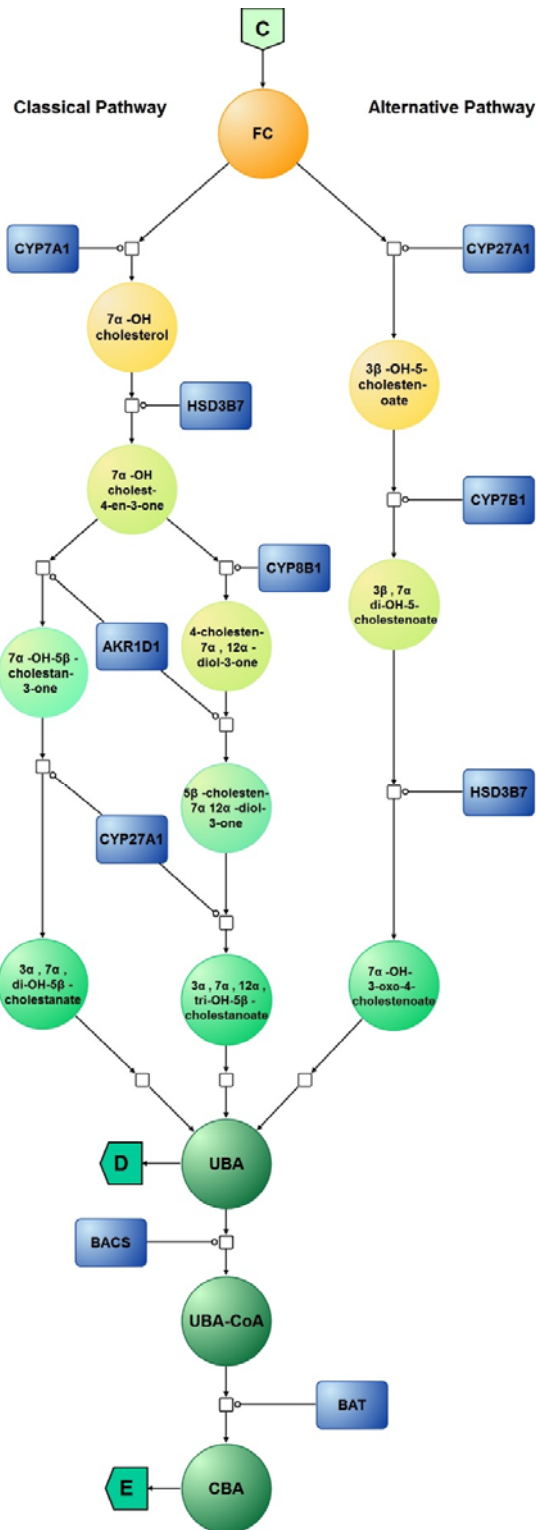 C
Classical Pathway
Alternative Pathway
FC
CYP7A1
CYP27A1
7α -OH
cholesterol
3β -OH-5-
cholesten-
oate
HSD3B7
7α -OH
cholest-
4-en-3-one
CYP7B1
CYP8B1
3β , 7α
di-OH-5-
cholestenoate
AKR1D1
4-cholesten-
7α , 12α -
diol-3-one
7α -OH-5β -
cholestan-
3-one
HSD3B7
5β -cholesten-
7α 12α -diol-
3-one
CYP27A1
3α , 7α ,
di-OH-5β -
cholestanate
3α , 7α , 12α ,
tri-OH-5β -
cholestanoate
7α -OH-
3-oxo-4-
cholestenoate
D
UBA
BACS
UBA-CoA
BAT
E
CBA